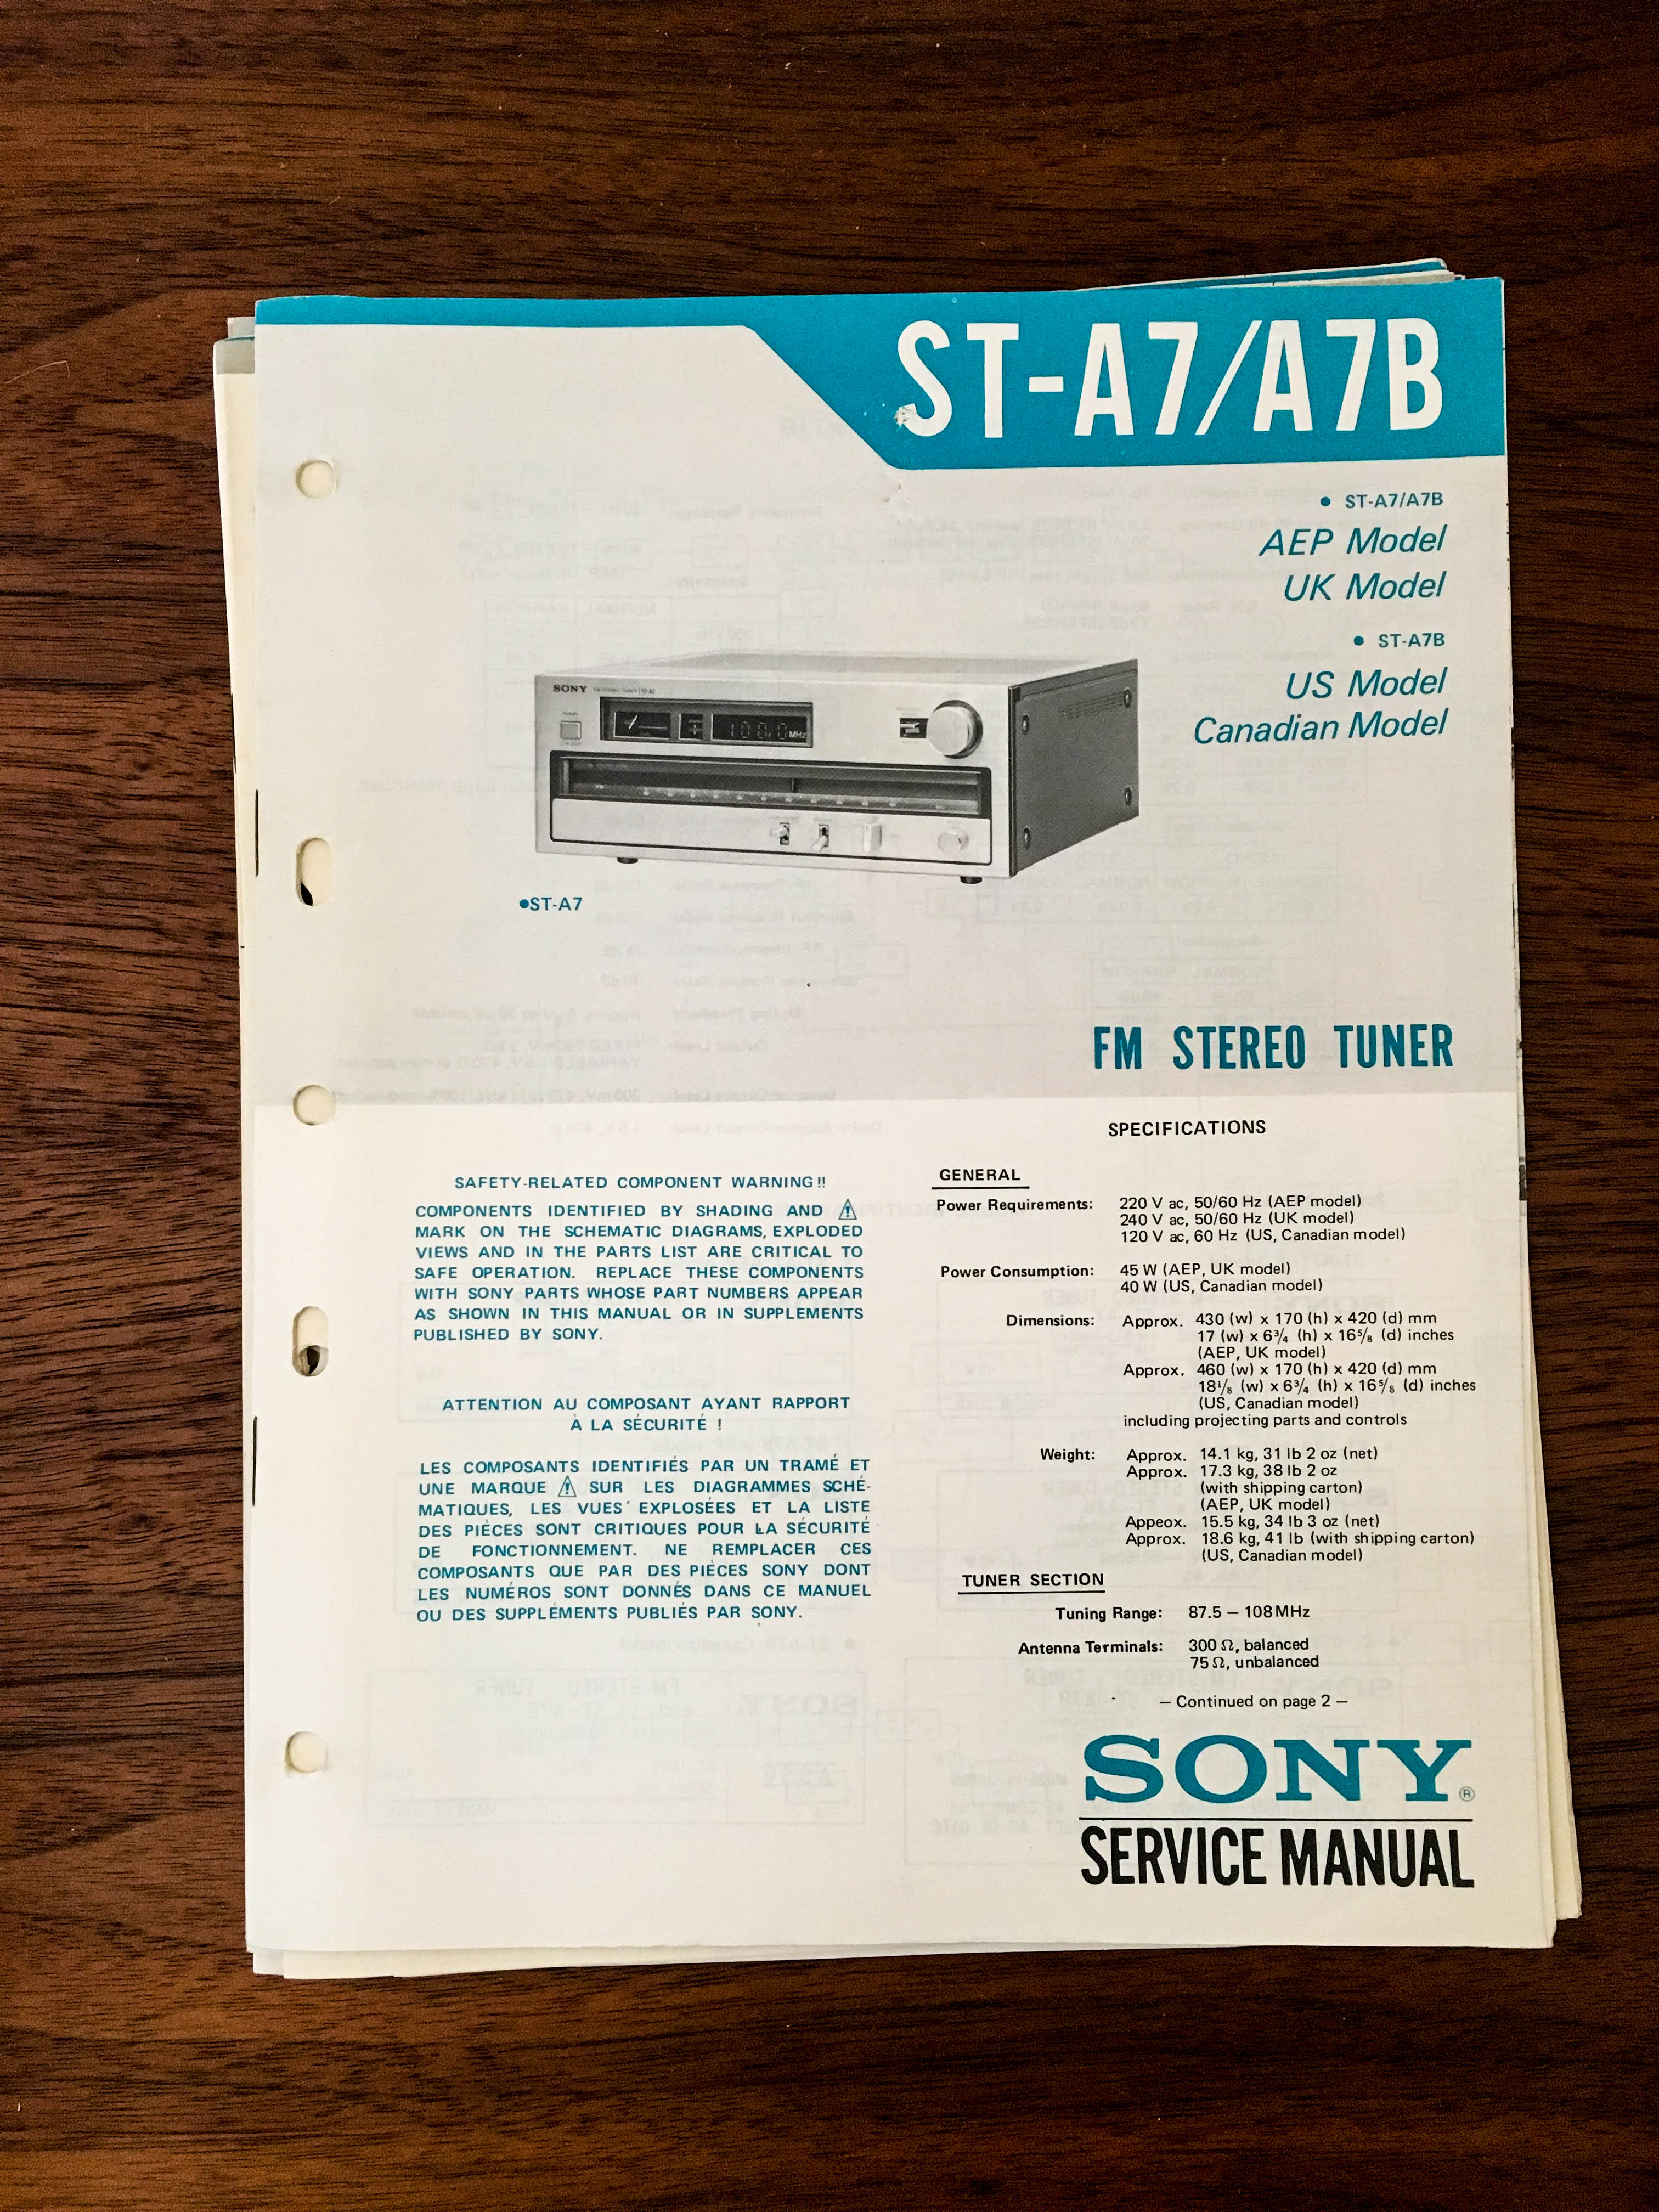 ST-A7/A7B
● ST-A7/A7B
AEP Model
UK Model
● ST-A7B
US Model
Canadian Model
SONY
108.0 MHz
●ST-A7
FM STEREO TUNER
SAFETY-RELATED COMPONENT WARNING!!
COMPONENTS IDENTIFIED BY SHADING AND ⚠
MARK ON THE SCHEMATIC DIAGRAMS, EXPLODED
VIEWS AND IN THE PARTS LIST ARE CRITICAL TO
SAFE OPERATION. REPLACE THESE COMPONENTS
WITH SONY PARTS WHOSE PART NUMBERS APPEAR
AS SHOWN IN THIS MANUAL OR IN SUPPLEMENTS
PUBLISHED BY SONY.
ATTENTION AU COMPOSANT AYANT RAPPORT
À LA SÉCURITÉ !
LES COMPOSANTS IDENTIFIÉS PAR UN TRAMÉ ET
UNE MARQUE ⚠ SUR LES DIAGRAMMES SCHÉ-
MATIQUES, LES VUES EXPLOSÉES ET LA LISTE
DES PIÈCES SONT CRITIQUES POUR LA SÉCURITÉ
DE FONCTIONNEMENT. NE REMPLACER CES
COMPOSANTS QUE PAR DES PIÈCES SONY DONT
LES NUMÉROS SONT DONNÉS DANS CE MANUEL
OU DES SUPPLÉMENTS PUBLIÉS PAR SONY.
SPECIFICATIONS
GENERAL
Power Requirements: 220 V ac, 50/60 Hz (AEP model)
240 V ac, 50/60 Hz (UK model)
120 V ac, 60 Hz (US, Canadian model)
Power Consumption: 45 W (AEP, UK model)
40 W (US, Canadian model)
Dimensions: Approx. 430 (w) x 170 (h) x 420 (d) mm
17 (w) x 6¾ (h) x 16⅝ (d) inches
(AEP, UK model)
Approx. 460 (w) x 170 (h) x 420 (d) mm
18⅛ (w) x 6¾ (h) x 16⅝ (d) inches
(US, Canadian model)
including projecting parts and controls
Weight: Approx. 14.1 kg, 31 lb 2 oz (net)
Approx. 17.3 kg, 38 lb 2 oz
(with shipping carton)
(AEP, UK model)
Appeox. 15.5 kg, 34 lb 3 oz (net)
Approx. 18.6 kg, 41 lb (with shipping carton)
(US, Canadian model)
TUNER SECTION
Tuning Range: 87.5 – 108 MHz
Antenna Terminals: 300 Ω, balanced
75 Ω, unbalanced
– Continued on page 2 –
SONY®
SERVICE MANUAL